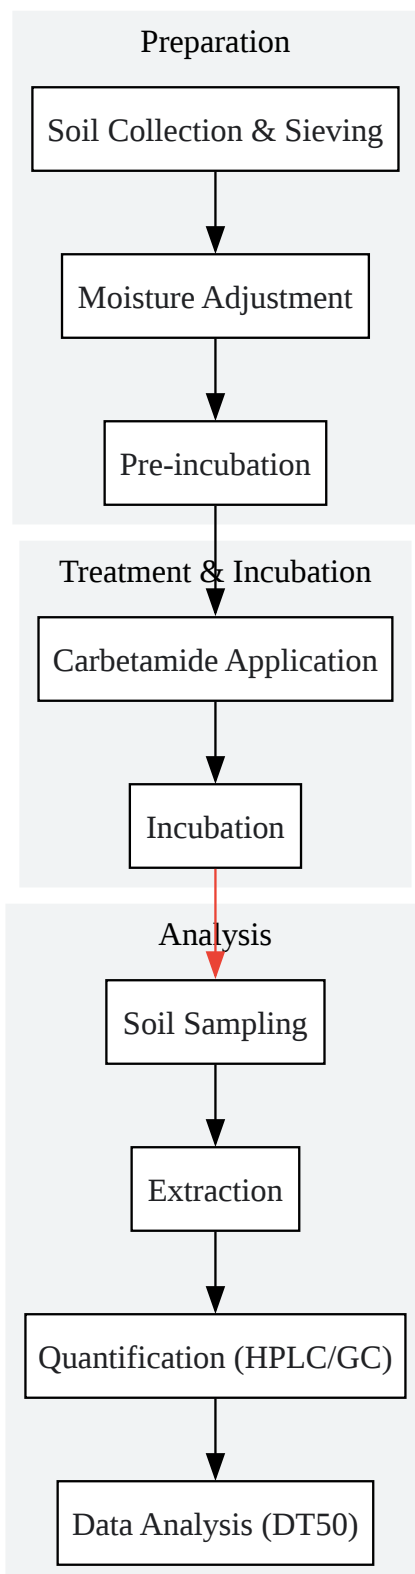 Preparation
Soil Collection & Sieving
Moisture Adjustment
Pre-incubation
Treatment & Incubation
Carbetamide Application
Incubation
Analysis
Soil Sampling
Extraction
Quantification (HPLC/GC)
Data Analysis (DT50)